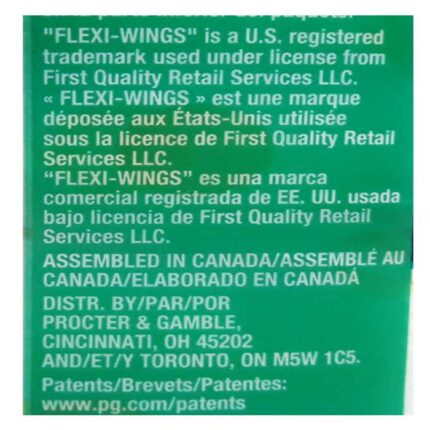 "FLEXI-WINGS" is a U.S. registered
trademark used under license from
First Quality Retail Services LLC.
« FLEXI-WINGS » est une marque
déposée aux États-Unis utilisée
sous la licence de First Quality Retail
Services LLC.
“FLEXI-WINGS” es una marca
comercial registrada de EE. UU. usada
bajo licencia de First Quality Retail
Services LLC.
ASSEMBLED IN CANADA/ASSEMBLÉ AU
CANADA/ELABORADO EN CANADÁ
DISTR. BY/PAR/POR
PROCTER & GAMBLE,
CINCINNATI, OH 45202
AND/ET/Y TORONTO, ON M5W 1C5.
Patents/Brevets/Patentes:
www.pg.com/patents